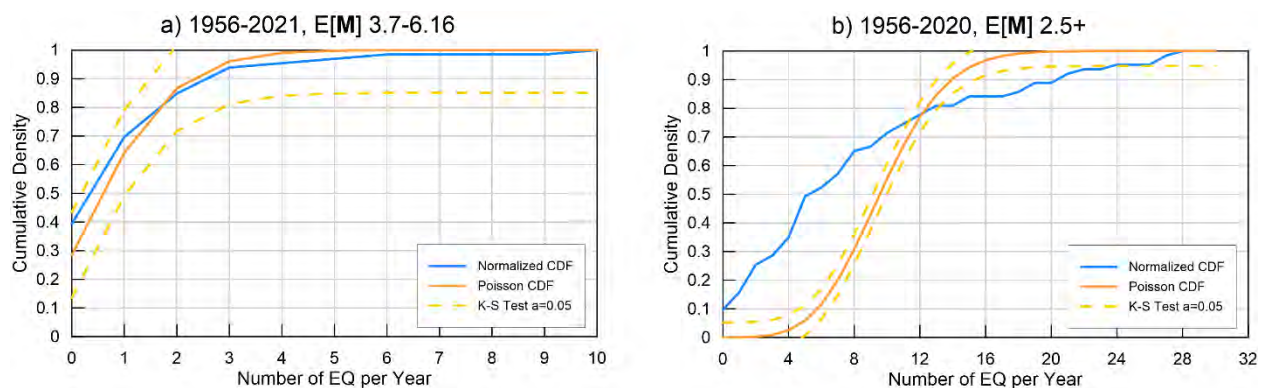 a) 1956-2021, E[M] 3.7-6.16
1
0.9
0.8
0.7
0.6
0.5
0.4
0.3
0.2
0.1
0
Cumulative Density
Normalized CDF
Poisson CDF
K-S Test a=0.05
0 1 2 3 4 5 6 7 8 9 10
Number of EQ per Year
b) 1956-2020, E[M] 2.5+
1
0.9
0.8
0.7
0.6
0.5
0.4
0.3
0.2
0.1
0
Cumulative Density
Normalized CDF
Poisson CDF
K-S Test a=0.05
0 4 8 12 16 20 24 28 32
Number of EQ per Year